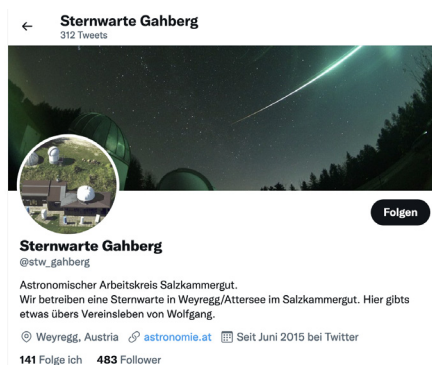 Sternwarte Gahberg
312 Tweets
Folgen
Sternwarte Gahberg
@stw_gahberg
Astronomischer Arbeitskreis Salzkammergut.
Wir betreiben eine Sternwarte in Weyregg/Attersee im Salzkammergut. Hier gibts
etwas übers Vereinsleben von Wolfgang.
Weyregg, Austria astronomie.at Seit Juni 2015 bei Twitter
141 Folge ich 483 Follower